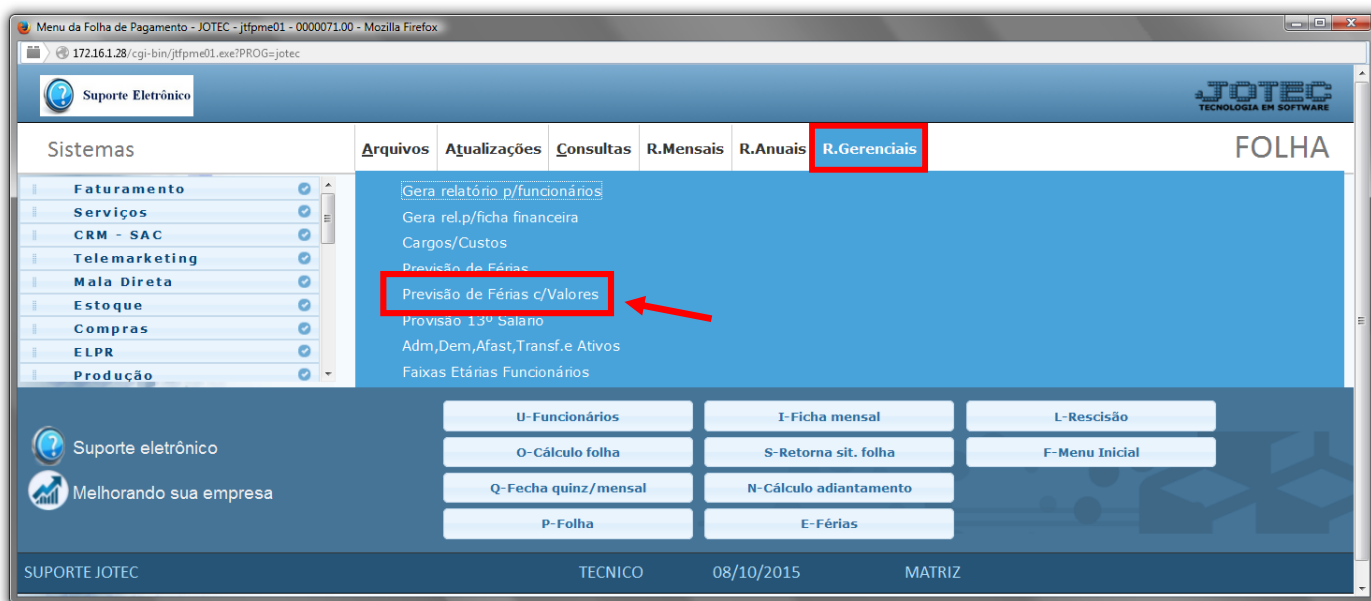 Menu da Folha de Pagamento - JOTEC - jtfpme01 - 0000071.00 - Mozilla Firefox
172.16.1.28/cgi-bin/jtfpme01.exe?PROG=jotec
Suporte Eletrônico
JOTEC
TECNOLOGIA EM SOFTWARE
Sistemas
Arquivos Atualizações Consultas R.Mensais R.Anuais R.Gerenciais
FOLHA
Faturamento
Serviços
CRM - SAC
Telemarketing
Mala Direta
Estoque
Compras
ELPR
Produção
Gera relatório p/funcionários
Gera rel.p/ficha financeira
Cargos/Custos
Previsão de Férias
Previsão de Férias c/Valores
Provisão 13º Salário
Adm,Dem,Afast,Transf.e Ativos
Faixas Etárias Funcionários
Suporte eletrônico
Melhorando sua empresa
U-Funcionários I-Ficha mensal L-Rescisão
O-Cálculo folha S-Retorna sit. folha F-Menu Inicial
Q-Fecha quinz/mensal N-Cálculo adiantamento
P-Folha E-Férias
SUPORTE JOTEC TECNICO 08/10/2015 MATRIZ